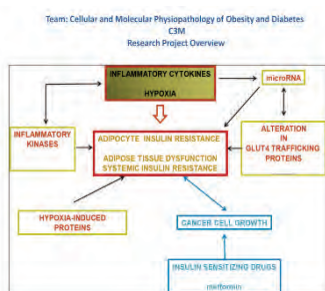 Team: Cellular and Molecular Physiopathology of Obesity and Diabetes
C3M
Research Project Overview
INFLAMMATORY CYTOKINES
HYPOXIA
microRNA
INFLAMMATORY
KINASES
ADIPOCYTE INSULIN RESISTANCE
ADIPOSE TISSUE DYSFUNCTION
SYSTEMIC INSULIN RESISTANCE
ALTERATION
IN
GLUT4 TRAFFICKING
PROTEINS
HYPOXIA-INDUCED
PROTEINS
CANCER CELL GROWTH
INSULIN SENSITIZING DRUGS
metformin